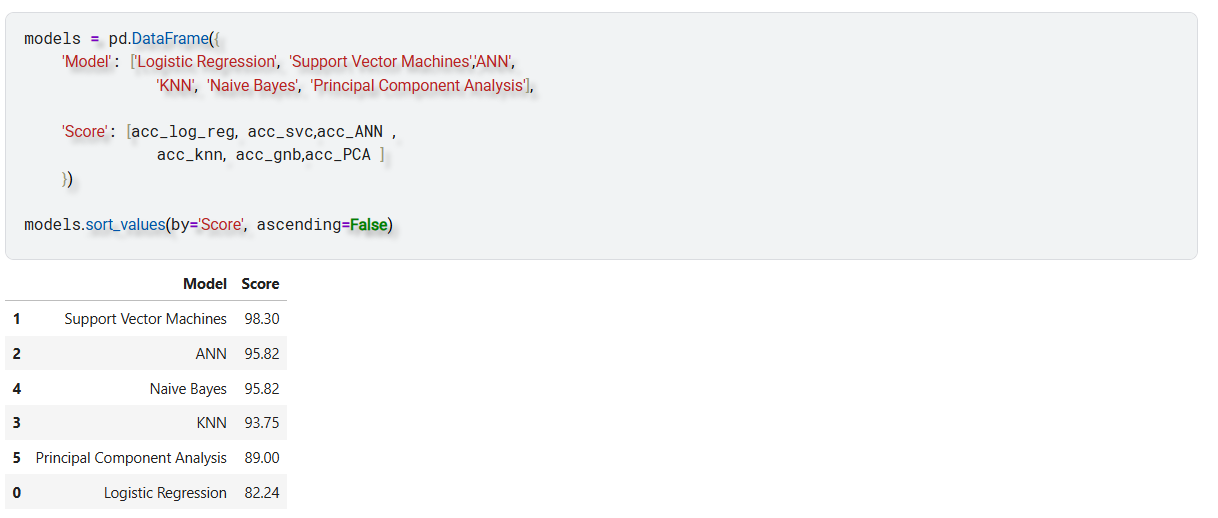 models = pd.DataFrame({
    'Model': ['Logistic Regression', 'Support Vector Machines','ANN',
              'KNN', 'Naive Bayes', 'Principal Component Analysis'],
    'Score': [acc_log_reg, acc_svc,acc_ANN ,
              acc_knn, acc_gnb,acc_PCA ]
    })
models.sort_values(by='Score', ascending=False)
Model Score
1 Support Vector Machines 98.30
2 ANN 95.82
4 Naive Bayes 95.82
3 KNN 93.75
5 Principal Component Analysis 89.00
0 Logistic Regression 82.24